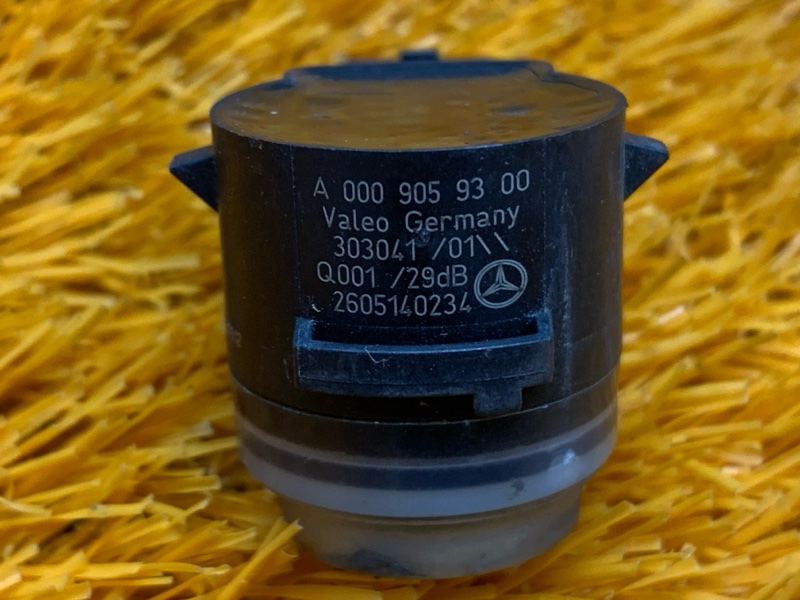 A 000 905 93 00
Valeo Germany
303041 /01\\
Q001 /29dB
2605140234